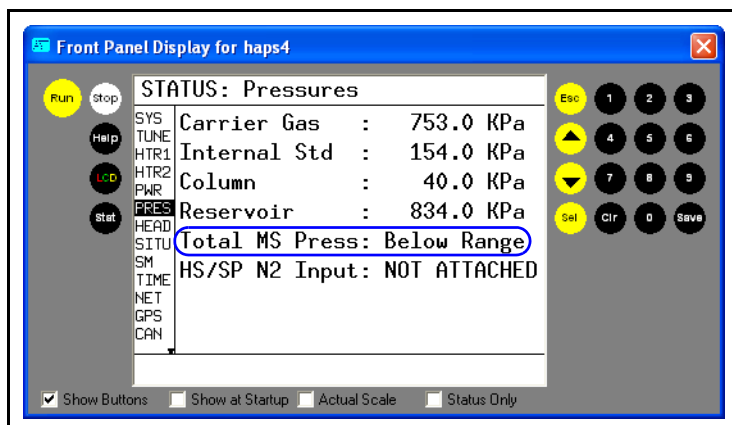 Front Panel Display for haps4
Run
Stop
Help
LCD
Stat
STATUS: Pressures
SYS
TUNE
HTR1
HTR2
PWR
PRES
HEAD
SITU
SM
TIME
NET
GPS
CAN
Carrier Gas : 753.0 KPa
Internal Std : 154.0 KPa
Column : 40.0 KPa
Reservoir : 834.0 KPa
Total MS Press: Below Range
HS/SP N2 Input: NOT ATTACHED
Esc 1 2 3
4 5 6
7 8 9
Sel Clr 0 Save
Show Buttons Show at Startup Actual Scale Status Only